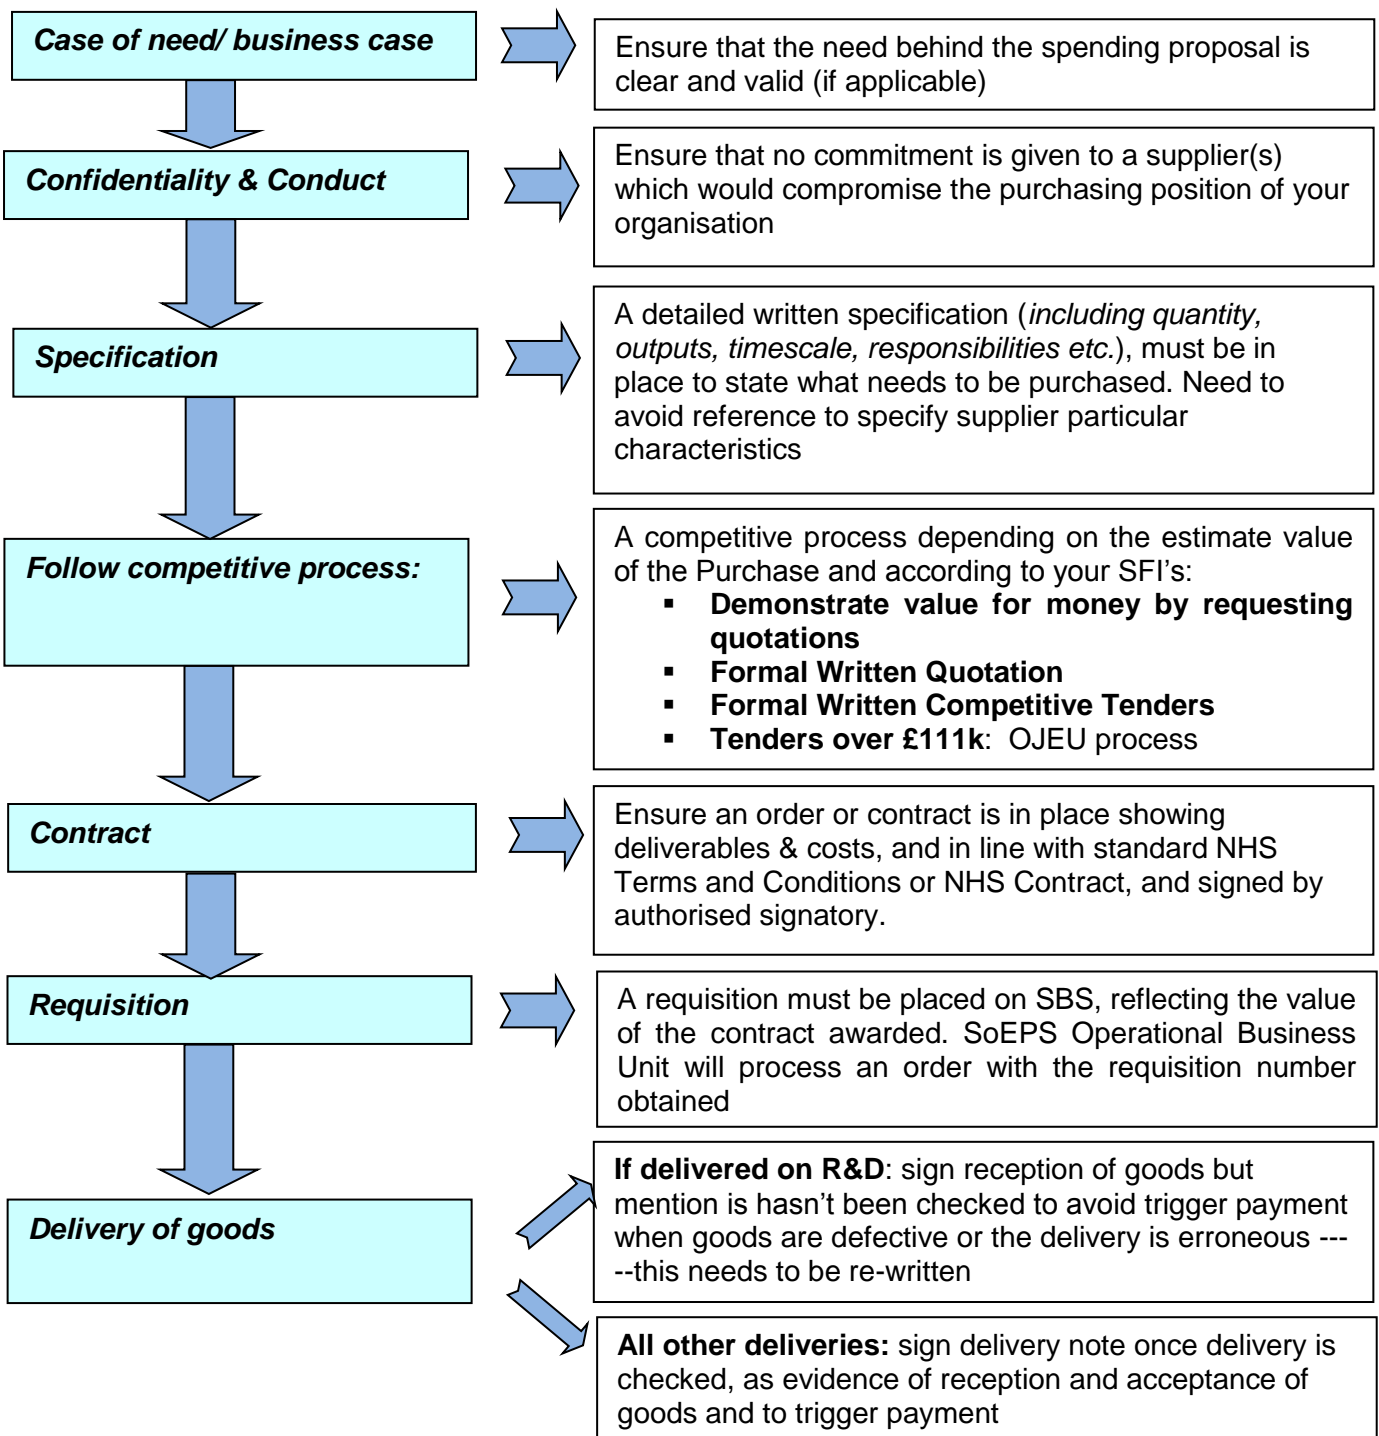 Case of need/ business case
Ensure that the need behind the spending proposal is
clear and valid (if applicable)
Confidentiality & Conduct
Ensure that no commitment is given to a supplier(s)
which would compromise the purchasing position of your
organisation
Specification
A detailed written specification (including quantity,
outputs, timescale, responsibilities etc.), must be in
place to state what needs to be purchased. Need to
avoid reference to specify supplier particular
characteristics
Follow competitive process:
A competitive process depending on the estimate value
of the Purchase and according to your SFI's:
▪ Demonstrate value for money by requesting
quotations
▪ Formal Written Quotation
▪ Formal Written Competitive Tenders
▪ Tenders over £111k: OJEU process
Contract
Ensure an order or contract is in place showing
deliverables & costs, and in line with standard NHS
Terms and Conditions or NHS Contract, and signed by
authorised signatory.
Requisition
A requisition must be placed on SBS, reflecting the value
of the contract awarded. SoEPS Operational Business
Unit will process an order with the requisition number
obtained
Delivery of goods
If delivered on R&D: sign reception of goods but
mention is hasn't been checked to avoid trigger payment
when goods are defective or the delivery is erroneous ---
--this needs to be re-written
All other deliveries: sign delivery note once delivery is
checked, as evidence of reception and acceptance of
goods and to trigger payment